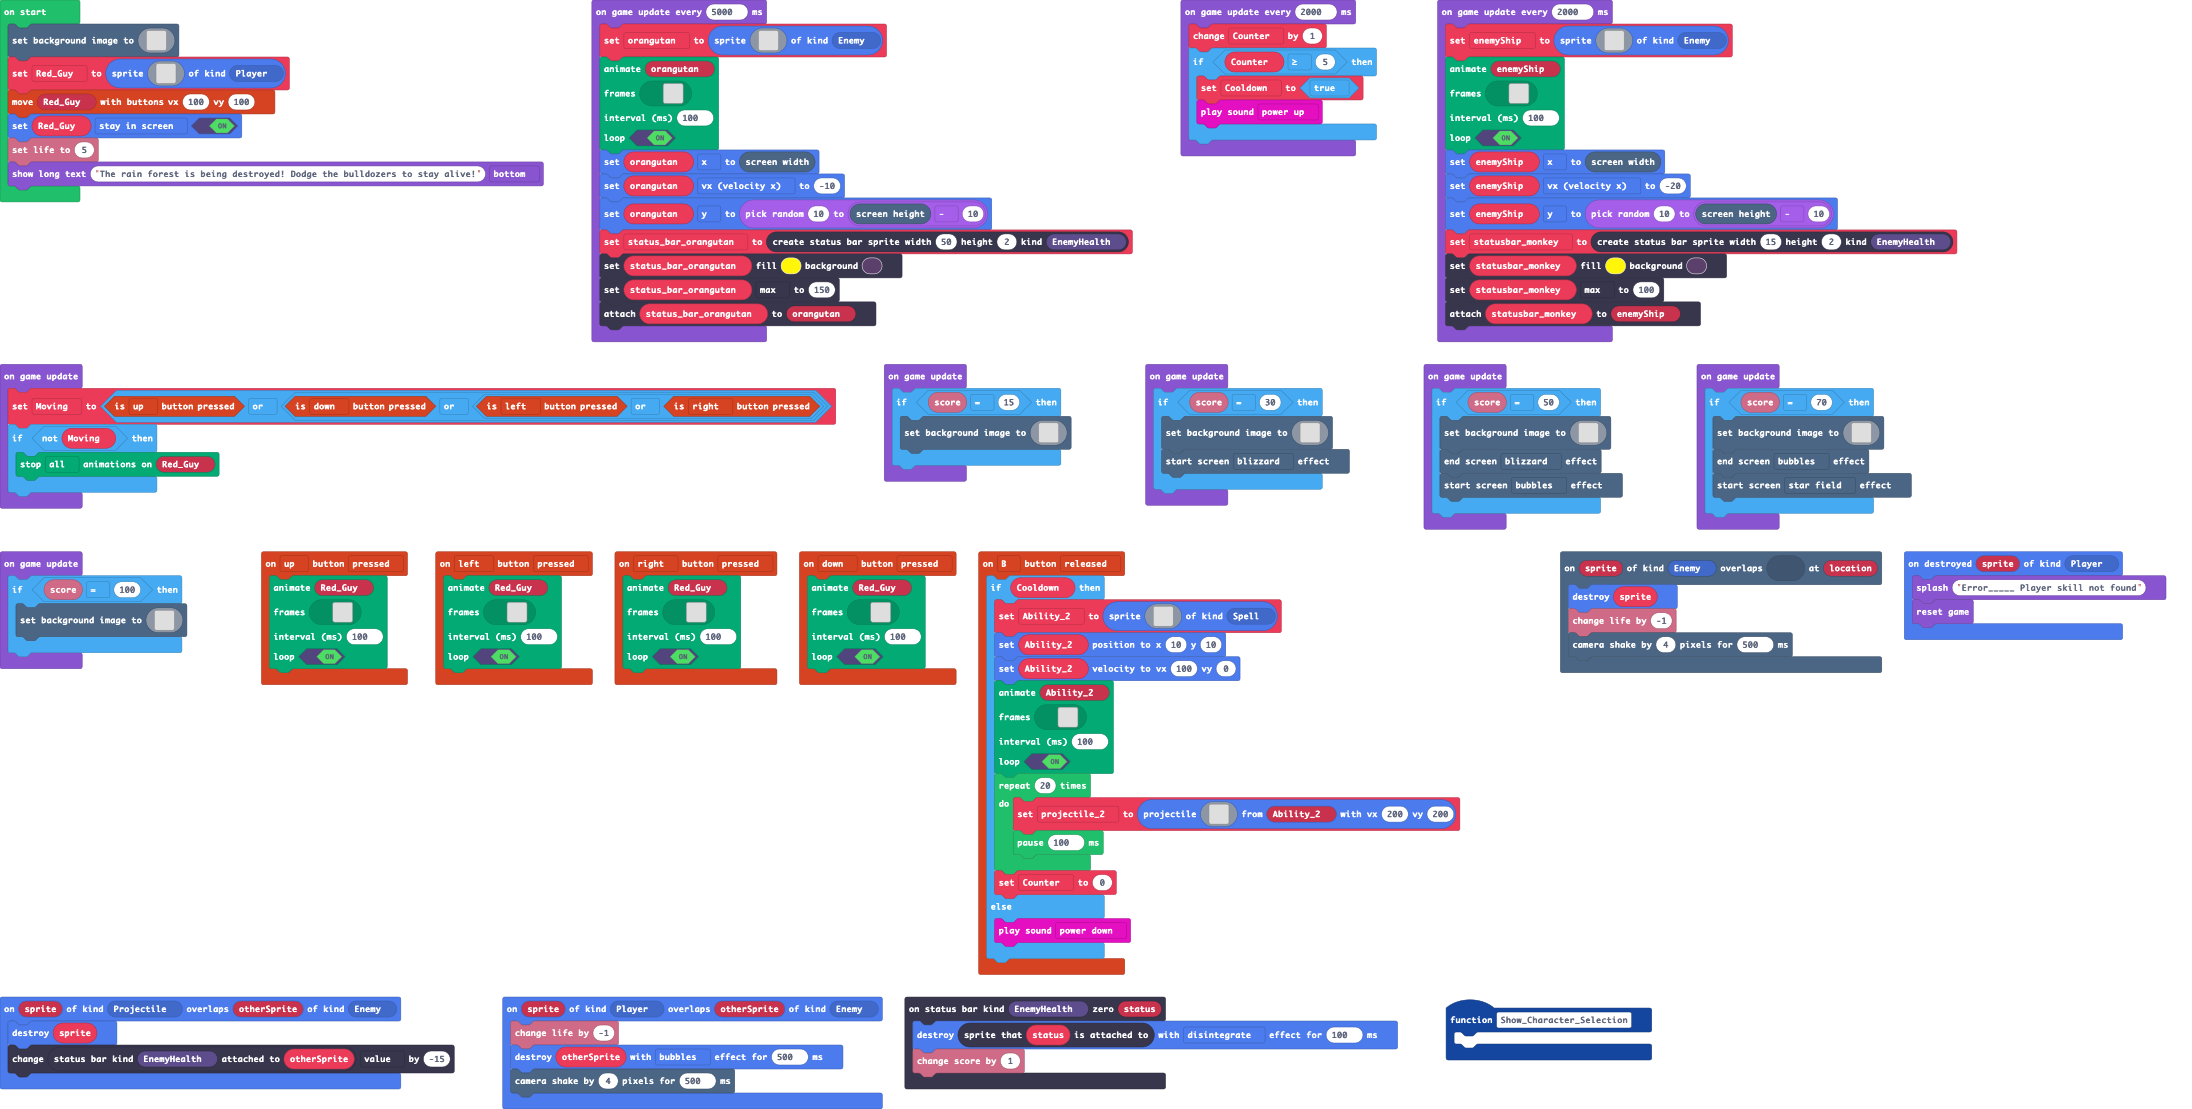 on start
set background image to
set Red_Guy to sprite of kind Player
move Red_Guy with buttons vx 100 vy 100
set Red_Guy stay in screen ON
set life to 5
show long text "The rain forest is being destroyed! Dodge the bulldozers to stay alive!" bottom
on game update every 5000 ms
set orangutan to sprite of kind Enemy
animate orangutan
frames
interval (ms) 100
loop ON
set orangutan x to screen width
set orangutan vx (velocity x) to -10
set orangutan y to pick random 10 to screen height - 10
set status_bar_orangutan to create status bar sprite width 50 height 2 kind EnemyHealth
set status_bar_orangutan fill background
set status_bar_orangutan max to 150
attach status_bar_orangutan to orangutan
on game update every 2000 ms
change Counter by 1
if Counter ≥ 5 then
set Cooldown to true
play sound power up
on game update every 2000 ms
set enemyShip to sprite of kind Enemy
animate enemyShip
frames
interval (ms) 100
loop ON
set enemyShip x to screen width
set enemyShip vx (velocity x) to -20
set enemyShip y to pick random 10 to screen height - 10
set statusbar_monkey to create status bar sprite width 15 height 2 kind EnemyHealth
set statusbar_monkey fill background
set statusbar_monkey max to 100
attach statusbar_monkey to enemyShip
on game update
set Moving to is up button pressed or is down button pressed or is left button pressed or is right button pressed
if not Moving then
stop all animations on Red_Guy
on game update
if score = 15 then
set background image to
on game update
if score = 30 then
set background image to
start screen blizzard effect
on game update
if score = 50 then
set background image to
end screen blizzard effect
start screen bubbles effect
on game update
if score = 70 then
set background image to
end screen bubbles effect
start screen star field effect
on game update
if score = 100 then
set background image to
on up button pressed
animate Red_Guy
frames
interval (ms) 100
loop ON
on left button pressed
animate Red_Guy
frames
interval (ms) 100
loop ON
on right button pressed
animate Red_Guy
frames
interval (ms) 100
loop ON
on down button pressed
animate Red_Guy
frames
interval (ms) 100
loop ON
on B button released
if Cooldown then
set Ability_2 to sprite of kind Spell
set Ability_2 position to x 10 y 10
set Ability_2 velocity to vx 100 vy 0
animate Ability_2
frames
interval (ms) 100
loop ON
repeat 20 times
do
set projectile_2 to projectile from Ability_2 with vx 200 vy 200
pause 100 ms
set Counter to 0
else
play sound power down
on sprite of kind Enemy overlaps at location
destroy sprite
change life by -1
camera shake by 4 pixels for 500 ms
on destroyed sprite of kind Player
splash "Error_____ Player skill not found"
reset game
on sprite of kind Projectile overlaps otherSprite of kind Enemy
destroy sprite
change status bar kind EnemyHealth attached to otherSprite value by -15
on sprite of kind Player overlaps otherSprite of kind Enemy
change life by -1
destroy otherSprite with bubbles effect for 500 ms
camera shake by 4 pixels for 500 ms
on status bar kind EnemyHealth zero status
destroy sprite that status is attached to with disintegrate effect for 100 ms
change score by 1
function Show_Character_Selection